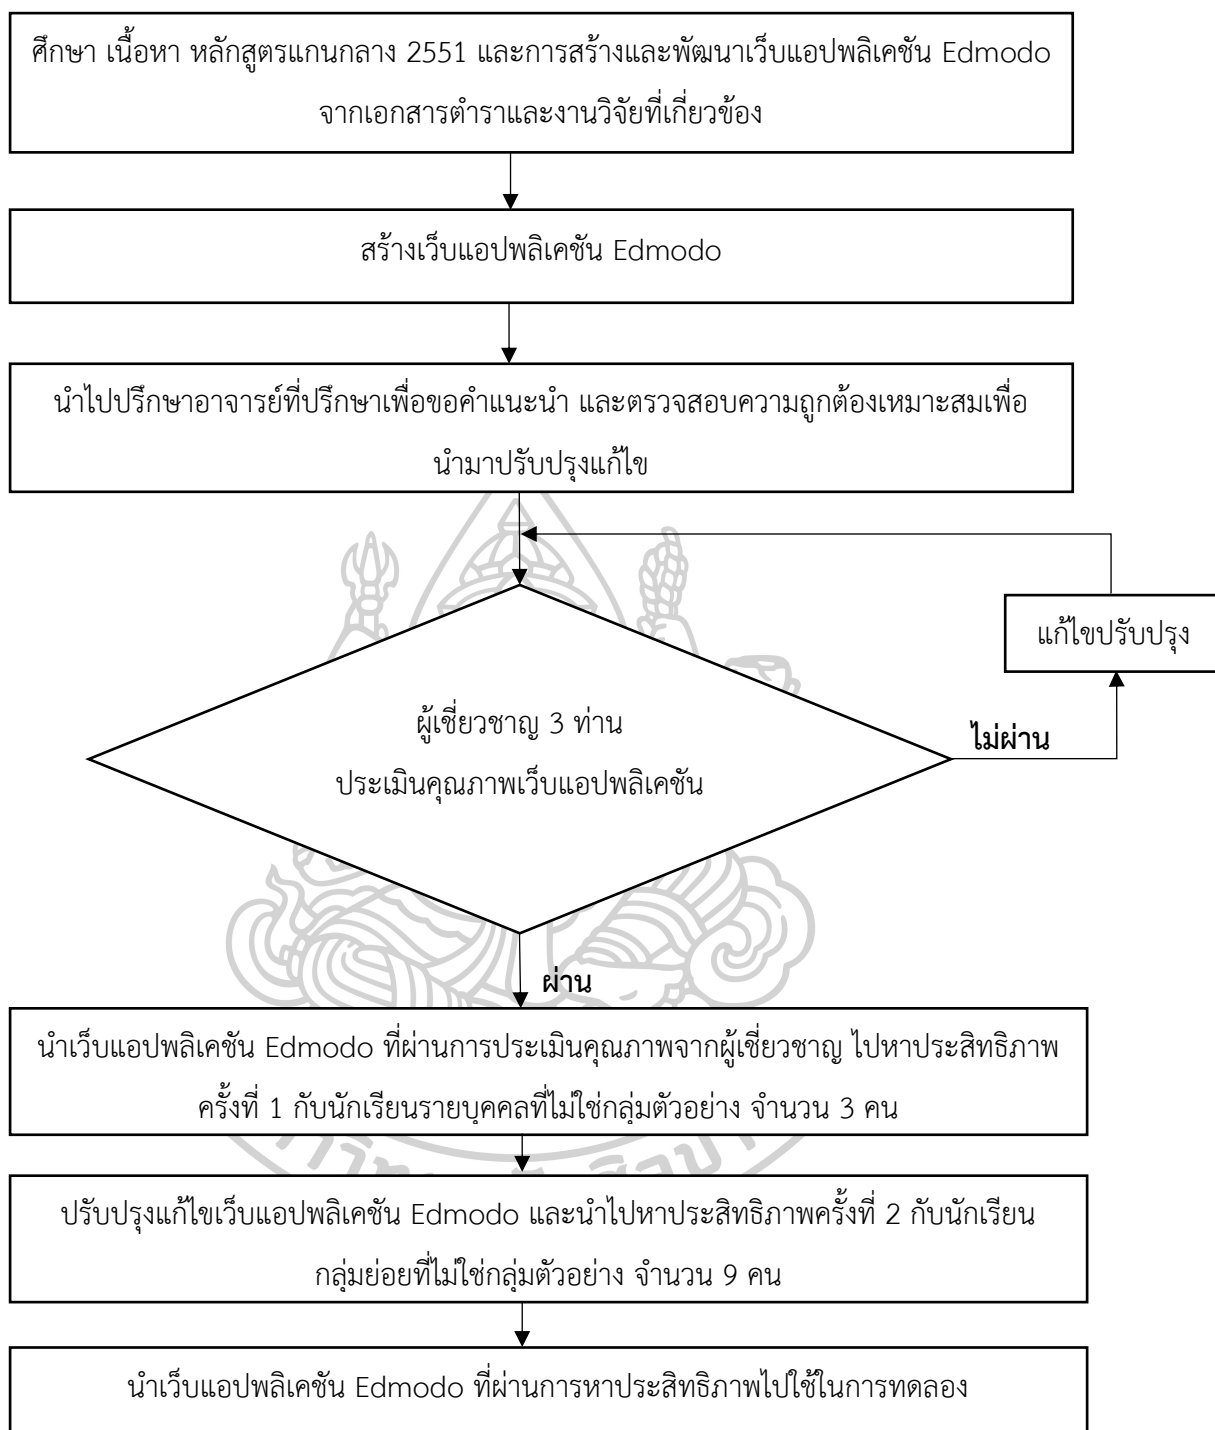 ศึกษา เนื้อหา หลักสูตรแกนกลาง 2551 และการสร้างและพัฒนาเว็บแอปพลิเคชัน Edmodo
จากเอกสารตำราและงานวิจัยที่เกี่ยวข้อง
สร้างเว็บแอปพลิเคชัน Edmodo
นำไปปรึกษาอาจารย์ที่ปรึกษาเพื่อขอคำแนะนำ และตรวจสอบความถูกต้องเหมาะสมเพื่อ
นำมาปรับปรุงแก้ไข
แก้ไขปรับปรุง
ผู้เชี่ยวชาญ 3 ท่าน
ประเมินคุณภาพเว็บแอปพลิเคชัน
ไม่ผ่าน
ผ่าน
นำเว็บแอปพลิเคชัน Edmodo ที่ผ่านการประเมินคุณภาพจากผู้เชี่ยวชาญ ไปหาประสิทธิภาพ
ครั้งที่ 1 กับนักเรียนรายบุคคลที่ไม่ใช่กลุ่มตัวอย่าง จำนวน 3 คน
ปรับปรุงแก้ไขเว็บแอปพลิเคชัน Edmodo และนำไปหาประสิทธิภาพครั้งที่ 2 กับนักเรียน
กลุ่มย่อยที่ไม่ใช่กลุ่มตัวอย่าง จำนวน 9 คน
นำเว็บแอปพลิเคชัน Edmodo ที่ผ่านการหาประสิทธิภาพไปใช้ในการทดลอง